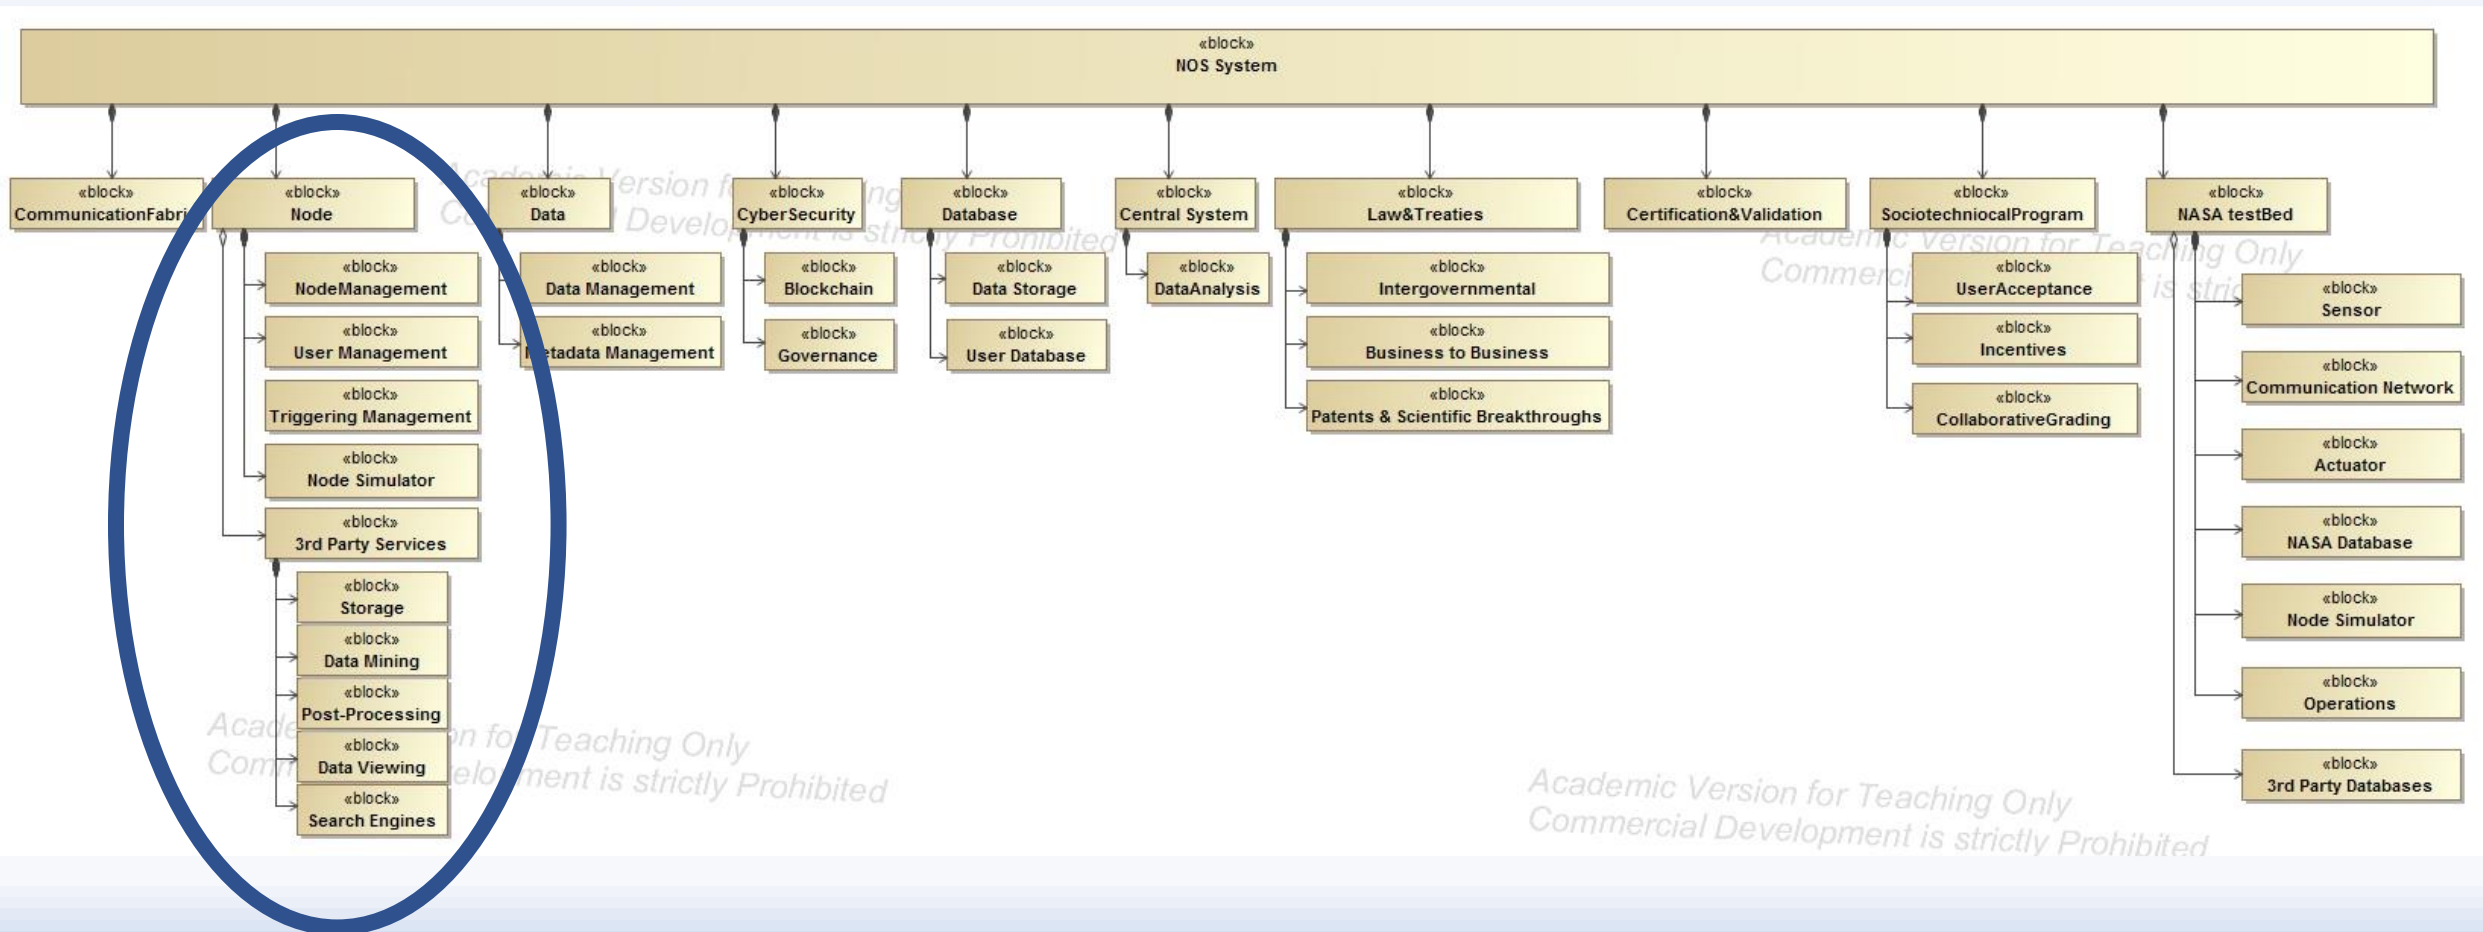 «block»
NOS System
«block»
CommunicationFabri
«block»
Node
«block»
Data
«block»
CyberSecurity
«block»
Database
«block»
Central System
«block»
Law&Treaties
«block»
Certification&Validation
«block»
SociotechniocalProgram
«block»
NASA testBed
«block»
NodeManagement
«block»
User Management
«block»
Triggering Management
«block»
Node Simulator
«block»
3rd Party Services
«block»
Storage
«block»
Data Mining
«block»
Post-Processing
«block»
Data Viewing
«block»
Search Engines
«block»
Data Management
«block»
Metadata Management
«block»
Blockchain
«block»
Governance
«block»
Data Storage
«block»
User Database
«block»
DataAnalysis
«block»
Intergovernmental
«block»
Business to Business
«block»
Patents & Scientific Breakthroughs
«block»
UserAcceptance
«block»
Incentives
«block»
CollaborativeGrading
«block»
Sensor
«block»
Communication Network
«block»
Actuator
«block»
NASA Database
«block»
Node Simulator
«block»
Operations
«block»
3rd Party Databases
Academic Version for Teaching Only
Commercial Development is strictly Prohibited